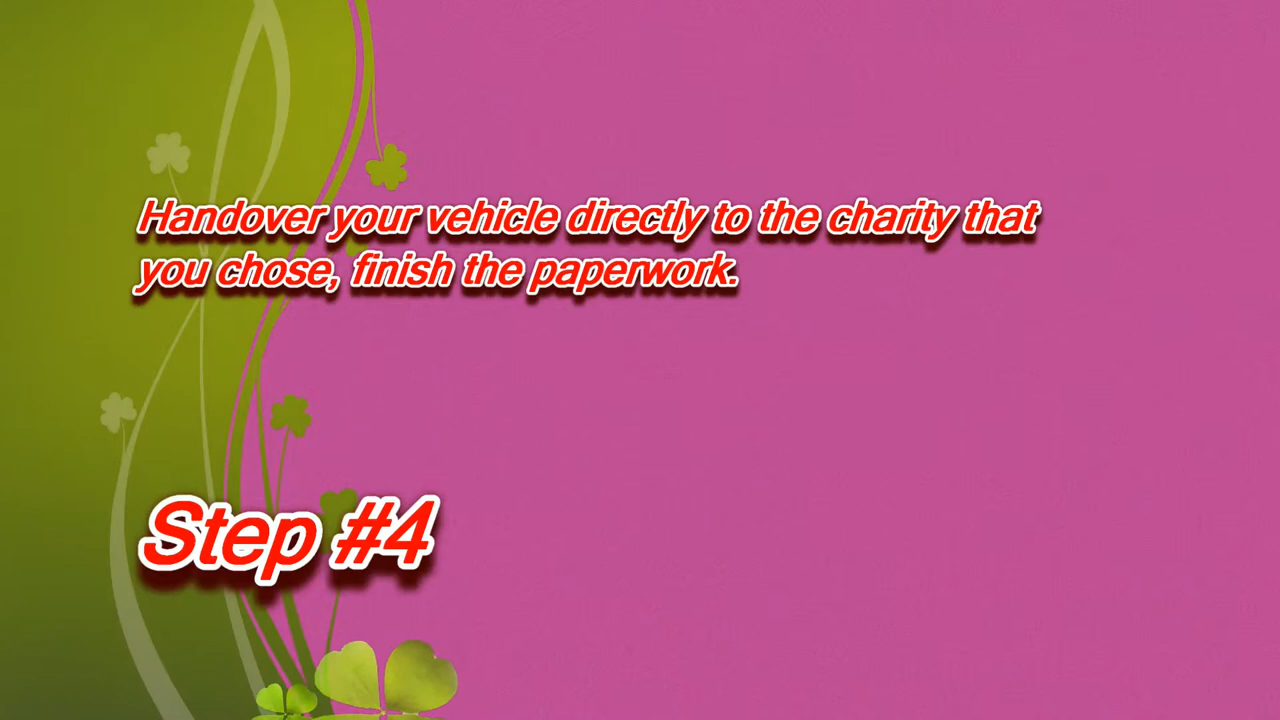 Handover your vehicle directly to the charity that
you chose, finish the paperwork.
Step #4